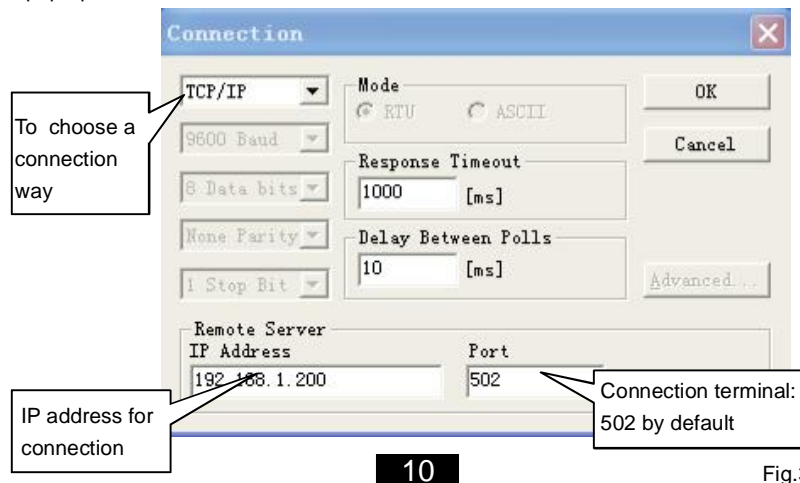 Connection
TCP/IP
Mode
RTU ASCII
OK
To choose a
connection
way
9600 Baud
Cancel
Response Timeout
1000 [ms]
8 Data bits
None Parity
Delay Between Polls
10 [ms]
1 Stop Bit
Advanced...
Remote Server
IP Address Port
192.168.1.200 502
Connection terminal:
502 by default
IP address for
connection
10